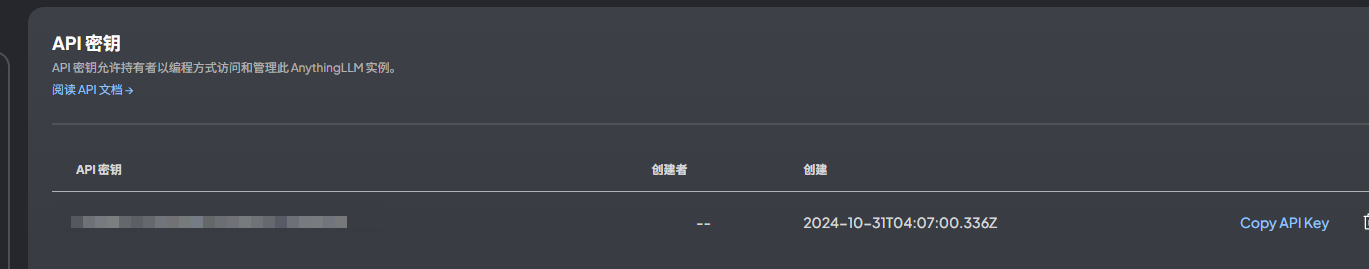 API 密钥
API 密钥允许持有者以编程方式访问和管理此 AnythingLLM 实例。
阅读 API 文档 →
API 密钥 创建者 创建
-- 2024-10-31T04:07:00.336Z Copy API Key